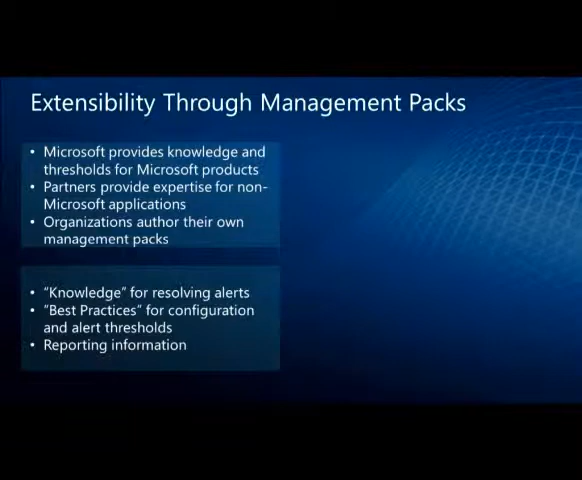 Extensibility Through Management Packs
• Microsoft provides knowledge and
thresholds for Microsoft products
• Partners provide expertise for non-
Microsoft applications
• Organizations author their own
management packs
• “Knowledge” for resolving alerts
• “Best Practices” for configuration
and alert thresholds
• Reporting information